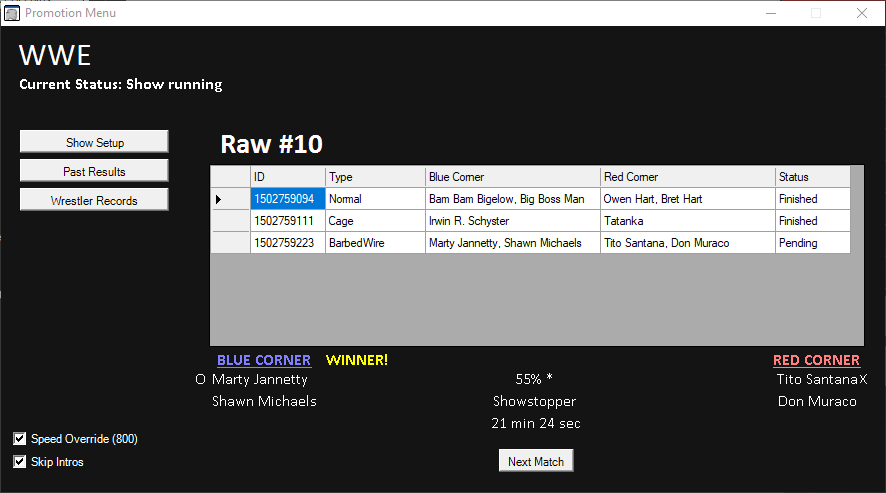 Promotion Menu
WWE
Current Status: Show running
Show Setup
Past Results
Wrestler Records
Raw #10
ID Type Blue Corner Red Corner Status
1502759094 Normal Bam Bam Bigelow, Big Boss Man Owen Hart, Bret Hart Finished
1502759111 Cage Irwin R. Schyster Tatanka Finished
1502759223 BarbedWire Marty Jannetty, Shawn Michaels Tito Santana, Don Muraco Pending
BLUE CORNER WINNER! RED CORNER
O Marty Jannetty 55% * Tito Santana X
Shawn Michaels Showstopper Don Muraco
21 min 24 sec
Speed Override (800)
Skip Intros
Next Match